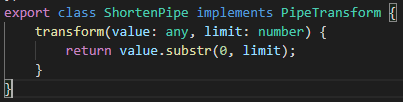 export class ShortenPipe implements PipeTransform {
    transform(value: any, limit: number) {
        return value.substr(0, limit);
    }
}